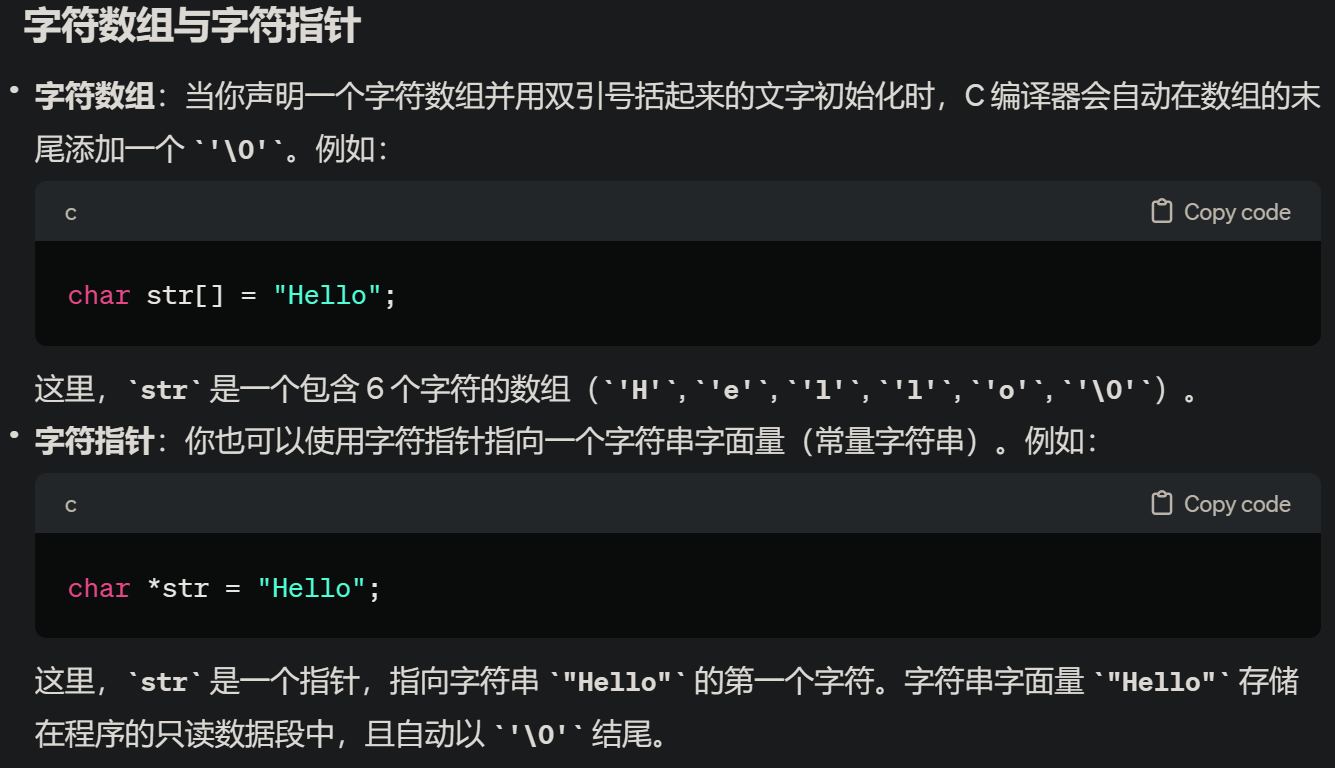 字符数组与字符指针
• 字符数组：当你声明一个字符数组并用双引号括起来的文字初始化时，C 编译器会自动在数组的末
尾添加一个 `'\0'`。例如：
c Copy code
char str[] = "Hello";
这里，`str` 是一个包含 6 个字符的数组（`'H'`, `'e'`, `'l'`, `'l'`, `'o'`, `'\0'`）。
• 字符指针：你也可以使用字符指针指向一个字符串字面量（常量字符串）。例如：
c Copy code
char *str = "Hello";
这里，`str` 是一个指针，指向字符串 `"Hello"` 的第一个字符。字符串字面量 `"Hello"` 存储
在程序的只读数据段中，且自动以 `'\0'` 结尾。